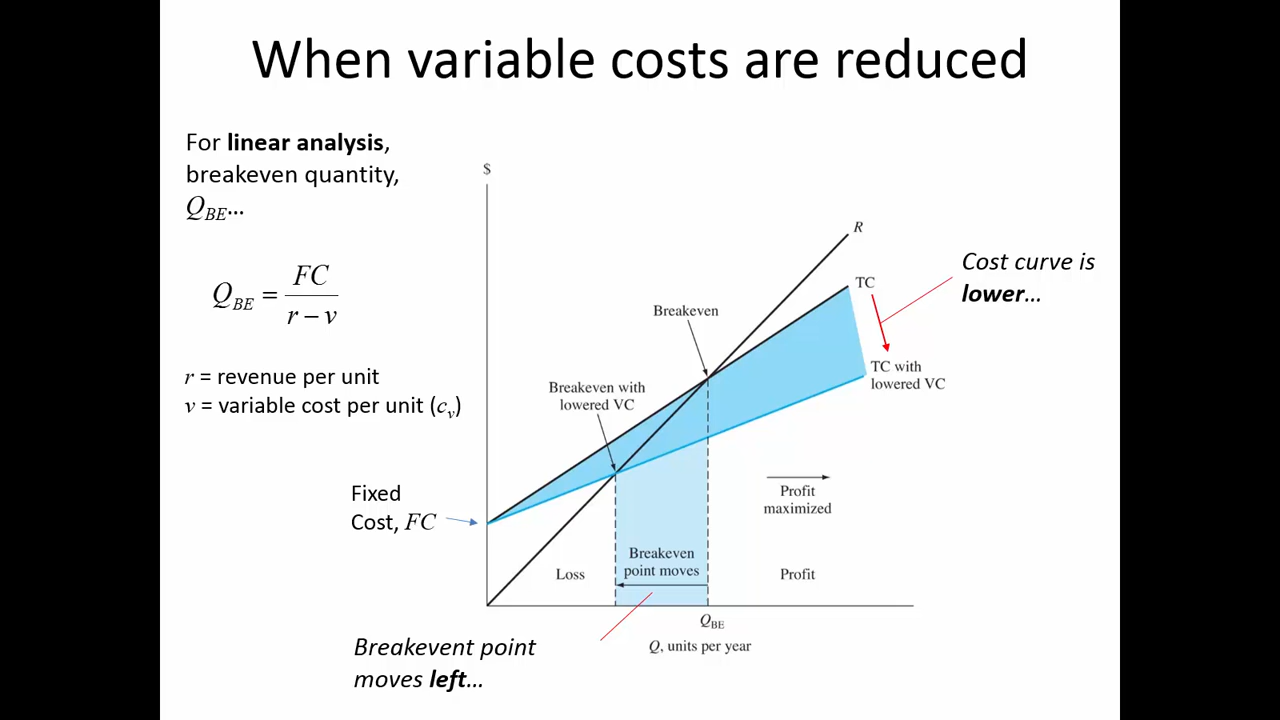 When variable costs are reduced
For linear analysis,
breakeven quantity,
Q_BE...
Q_BE = FC / (r − v)
r = revenue per unit
v = variable cost per unit (c_v)
Fixed
Cost, FC
$
R
TC
Cost curve is
lower...
TC with
lowered VC
Breakeven
Breakeven with
lowered VC
Profit
maximized
Breakeven
point moves
Loss
Profit
Q_BE
Q, units per year
Breakevent point
moves left...